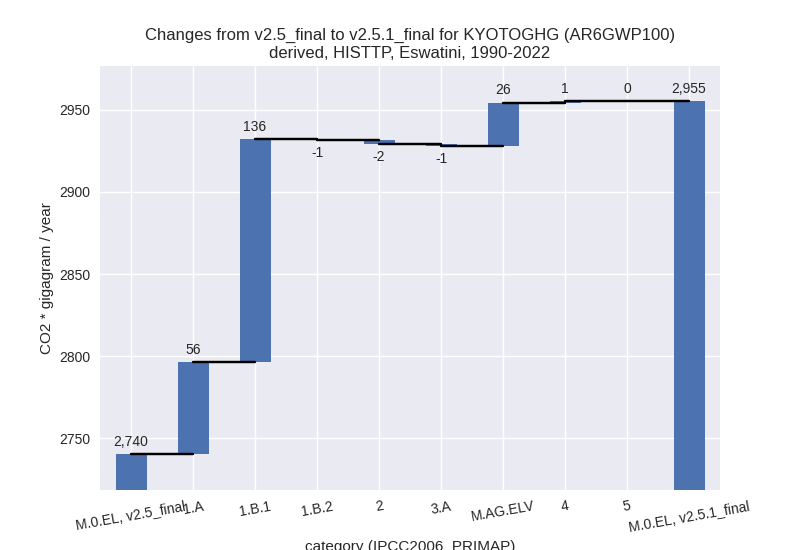 Changes from v2.5_final to v2.5.1_final for KYOTOGHG (AR6GWP100)
derived, HISTTP, Eswatini, 1990-2022
CO2 * gigagram / year
2950
2900
2850
2800
2750
2,740
56
136
-1
-2
-1
26
1
0
2,955
M.0.EL, v2.5_final
1.A
1.B.1
1.B.2
2
3.A
M.AG.ELV
4
5
M.0.EL, v2.5.1_final
category (IPCC2006_PRIMAP)